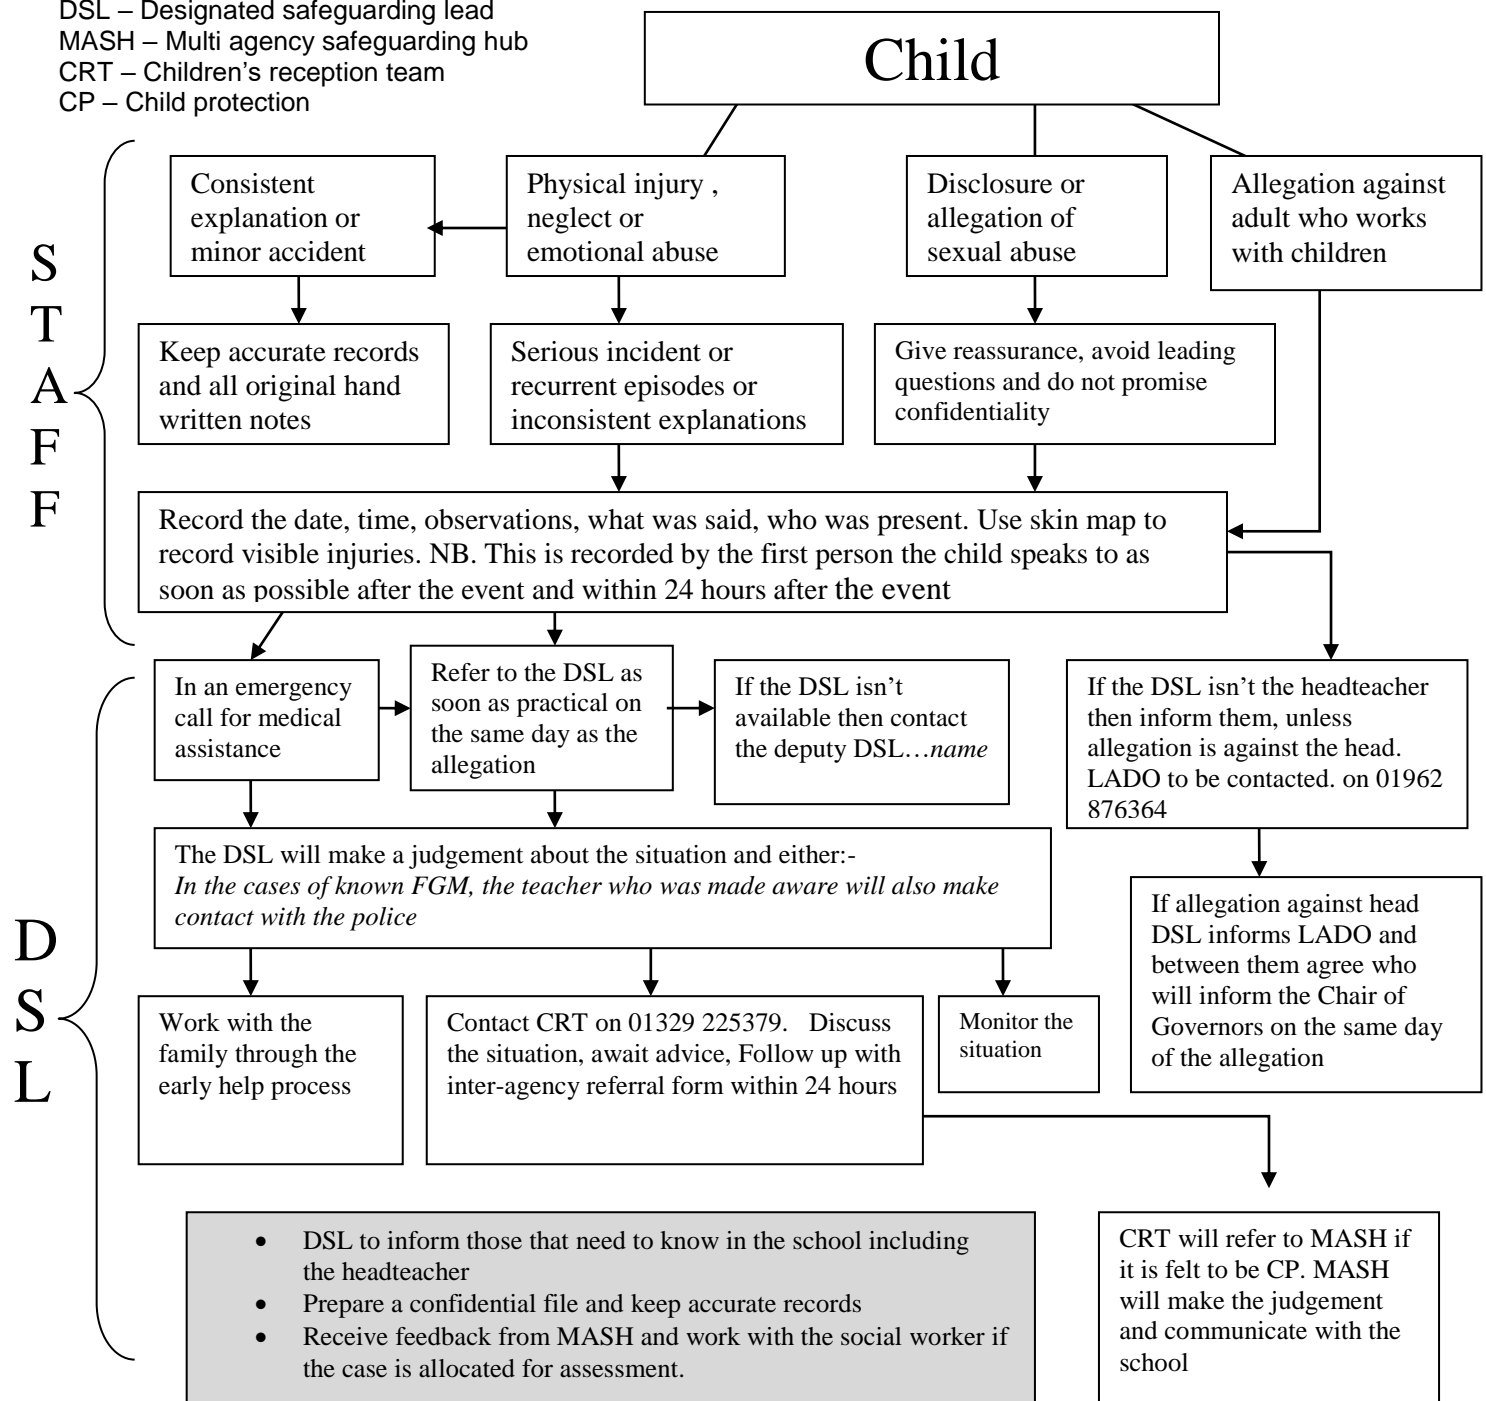 DSL – Designated safeguarding lead
MASH – Multi agency safeguarding hub
CRT – Children's reception team
CP – Child protection
Child
S
T
A
F
F
Consistent
explanation or
minor accident
Physical injury ,
neglect or
emotional abuse
Disclosure or
allegation of
sexual abuse
Allegation against
adult who works
with children
Keep accurate records
and all original hand
written notes
Serious incident or
recurrent episodes or
inconsistent explanations
Give reassurance, avoid leading
questions and do not promise
confidentiality
Record the date, time, observations, what was said, who was present. Use skin map to
record visible injuries. NB. This is recorded by the first person the child speaks to as
soon as possible after the event and within 24 hours after the event
D
S
L
In an emergency
call for medical
assistance
Refer to the DSL as
soon as practical on
the same day as the
allegation
If the DSL isn't
available then contact
the deputy DSL…name
If the DSL isn't the headteacher
then inform them, unless
allegation is against the head.
LADO to be contacted. on 01962
876364
The DSL will make a judgement about the situation and either:-
In the cases of known FGM, the teacher who was made aware will also make
contact with the police
If allegation against head
DSL informs LADO and
between them agree who
will inform the Chair of
Governors on the same day
of the allegation
Work with the
family through the
early help process
Contact CRT on 01329 225379. Discuss
the situation, await advice, Follow up with
inter-agency referral form within 24 hours
Monitor the
situation
• DSL to inform those that need to know in the school including
the headteacher
• Prepare a confidential file and keep accurate records
• Receive feedback from MASH and work with the social worker if
the case is allocated for assessment.
CRT will refer to MASH if
it is felt to be CP. MASH
will make the judgement
and communicate with the
school